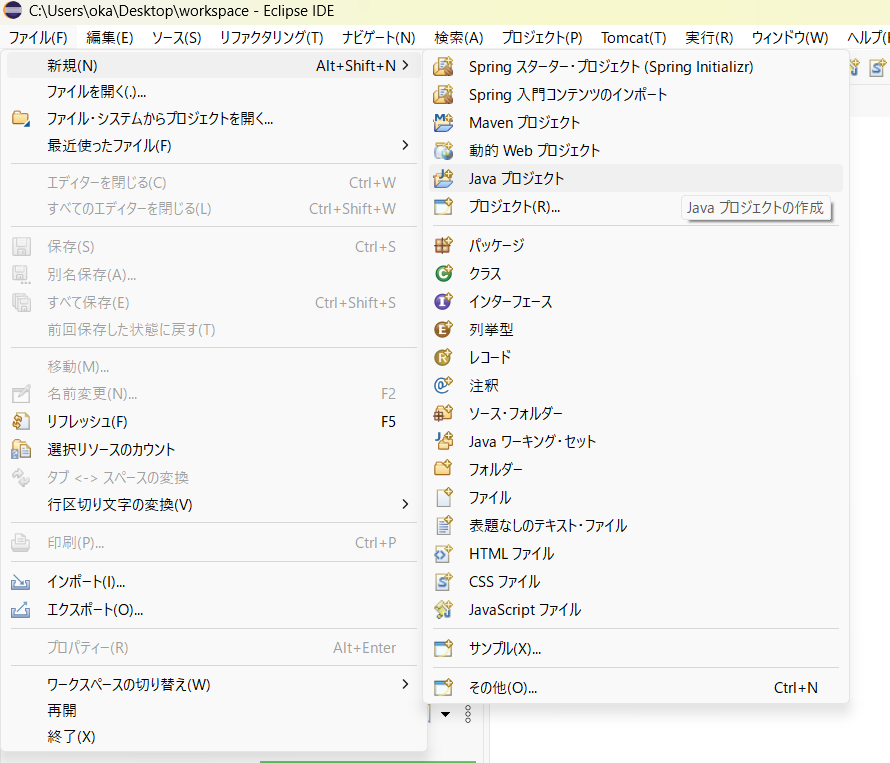 C:\Users\oka\Desktop\workspace - Eclipse IDE
ファイル(F) 編集(E) ソース(S) リファクタリング(T) ナビゲート(N) 検索(A) プロジェクト(P) Tomcat(T) 実行(R) ウィンドウ(W) ヘルプ(
新規(N) Alt+Shift+N
ファイルを開く(.)...
ファイル・システムからプロジェクトを開く...
最近使ったファイル(F)
エディターを閉じる(C) Ctrl+W
すべてのエディターを閉じる(L) Ctrl+Shift+W
保存(S) Ctrl+S
別名保存(A)...
すべて保存(E) Ctrl+Shift+S
前回保存した状態に戻す(T)
移動(M)...
名前変更(N)... F2
リフレッシュ(F) F5
選択リソースのカウント
タブ <-> スペースの変換
行区切り文字の変換(V)
印刷(P)... Ctrl+P
インポート(I)...
エクスポート(O)...
プロパティー(R) Alt+Enter
ワークスペースの切り替え(W)
再開
終了(X)
Spring スターター・プロジェクト (Spring Initializr)
Spring 入門コンテンツのインポート
Maven プロジェクト
動的 Web プロジェクト
Java プロジェクト
プロジェクト(R)...
Java プロジェクトの作成
パッケージ
クラス
インターフェース
列挙型
レコード
注釈
ソース・フォルダー
Java ワーキング・セット
フォルダー
ファイル
表題なしのテキスト・ファイル
HTML ファイル
CSS ファイル
JavaScript ファイル
サンプル(X)...
その他(O)... Ctrl+N